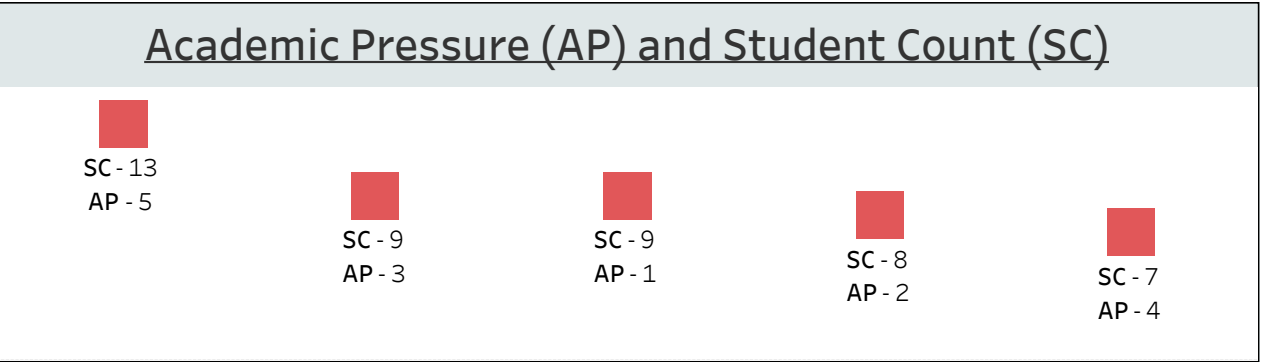 Academic Pressure (AP) and Student Count (SC)
SC - 13
AP - 5
SC - 9
AP - 3
SC - 9
AP - 1
SC - 8
AP - 2
SC - 7
AP - 4